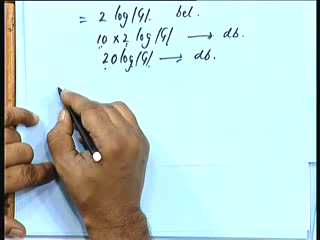 = 2 log |G|. bel.
10 × 2 log |G| → db.
20 log |G| → db.